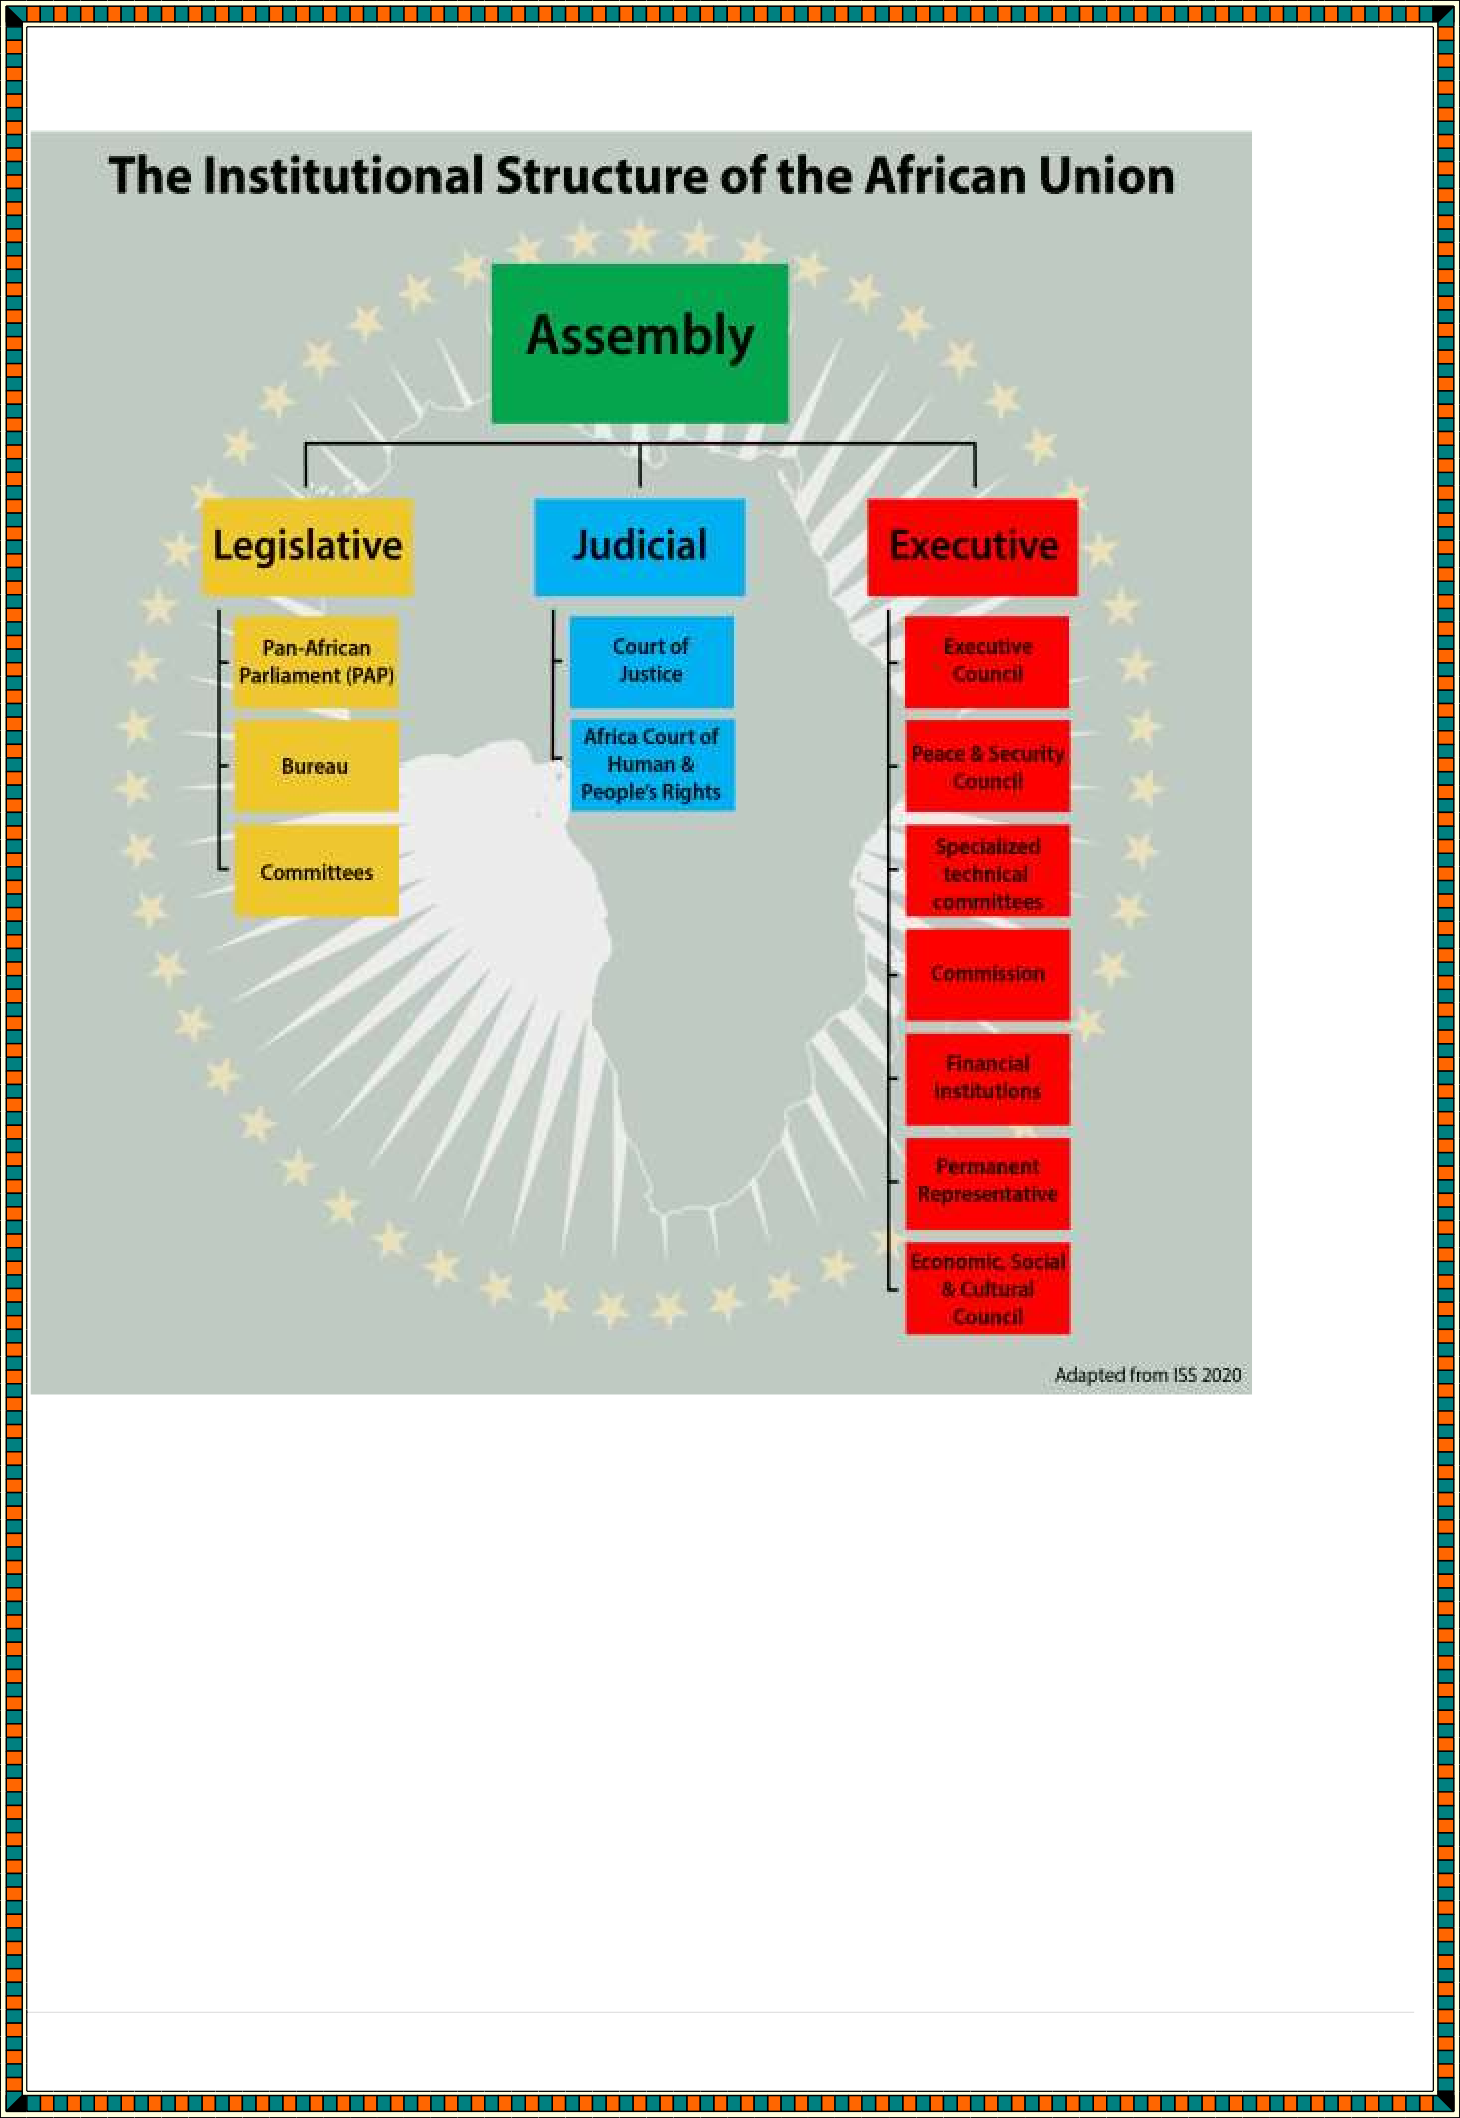 The Institutional Structure of the African Union
Assembly
Legislative
Judicial
Executive
Pan-African
Parliament (PAP)
Bureau
Committees
Court of
Justice
Africa Court of
Human &
People's Rights
Executive
Council
Peace & Security
Council
Specialized
technical
committees
Commission
Financial
institutions
Permanent
Representative
Economic, Social
& Cultural
Council
Adapted from ISS 2020